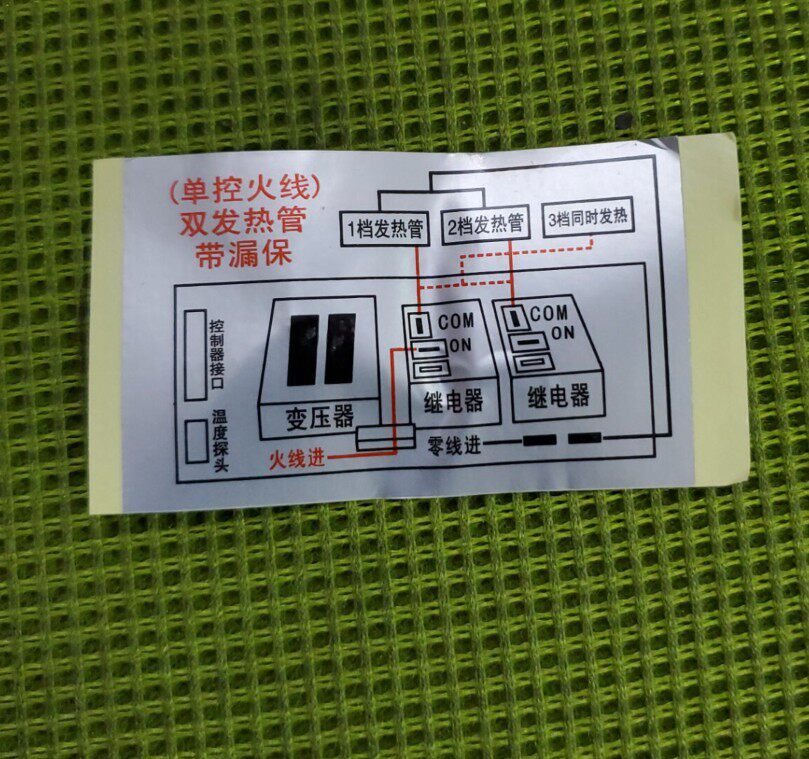 (单控火线)
双发热管
带漏保
1档发热管
2档发热管
3档同时发热
控制器接口
温度探头
变压器
COM
ON
继电器
COM
ON
继电器
火线进
零线进